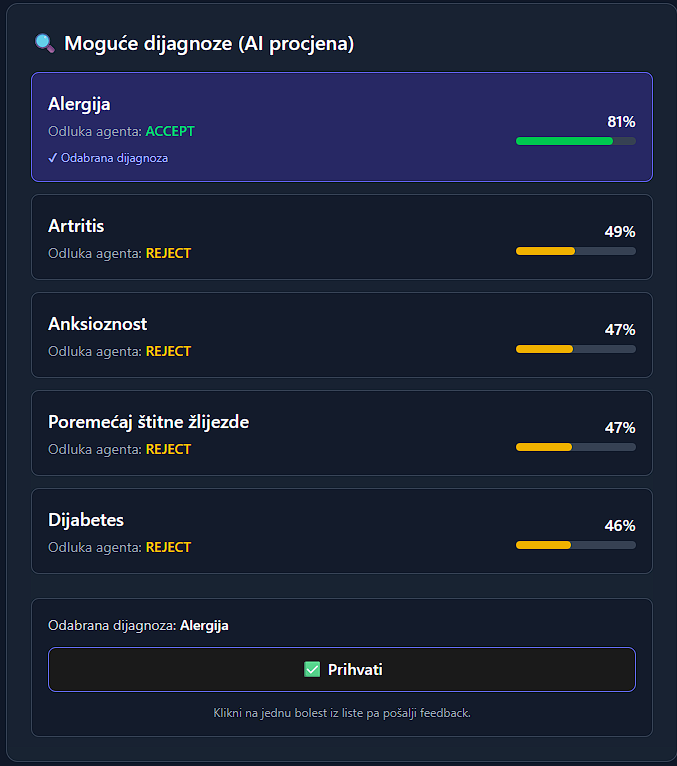 Moguće dijagnoze (AI procjena)
Alergija
Odluka agenta: ACCEPT
✓ Odabrana dijagnoza
81%
Artritis
Odluka agenta: REJECT
49%
Anksioznost
Odluka agenta: REJECT
47%
Poremećaj štitne žlijezde
Odluka agenta: REJECT
47%
Dijabetes
Odluka agenta: REJECT
46%
Odabrana dijagnoza: Alergija
Prihvati
Klikni na jednu bolest iz liste pa pošalji feedback.